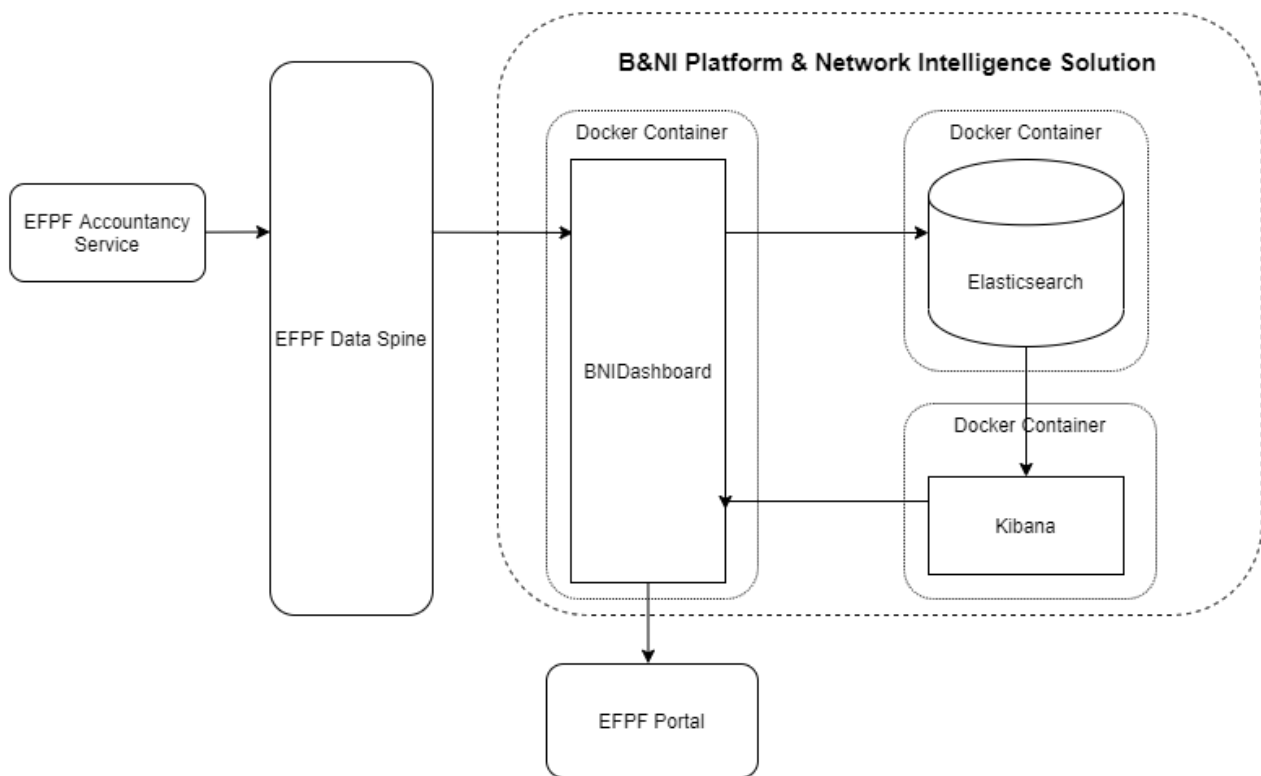 B&NI Platform & Network Intelligence Solution
Docker Container
Docker Container
EFPF Accountancy
Service
Elasticsearch
EFPF Data Spine
BNIDashboard
Docker Container
Kibana
EFPF Portal